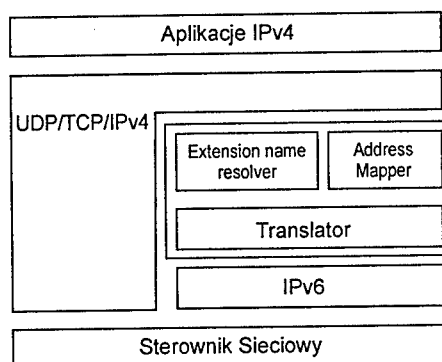 Aplikacje IPv4
UDP/TCP/IPv4
Extension name
resolver
Address
Mapper
Translator
IPv6
Sterownik Sieciowy